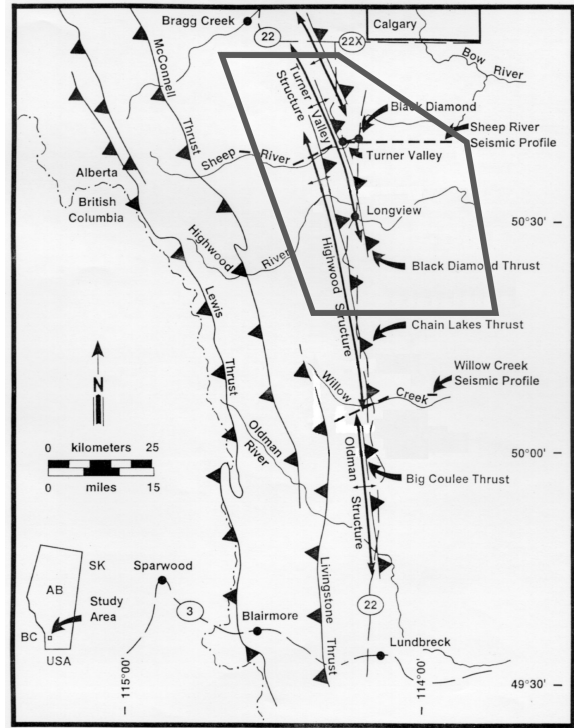 Bragg Creek
22
22X
Calgary
Bow
River
McConnell
Thrust
Turner
Valley
Structure
Black Diamond
Sheep River
Seismic Profile
Sheep River
Turner Valley
Alberta
British
Columbia
Longview
50°30'
Highwood
River
Highwood
Structure
Black Diamond Thrust
Lewis
Thrust
Chain Lakes Thrust
N
Willow Creek
Seismic Profile
Willow
Creek
0 kilometers 25
0 miles 15
Oldman
River
Oldman
Structure
50°00'
Big Coulee Thrust
SK
AB
Study
Area
BC
USA
Sparwood
3
Blairmore
Livingstone
Thrust
22
Lundbreck
115°00'
114°00'
49°30'